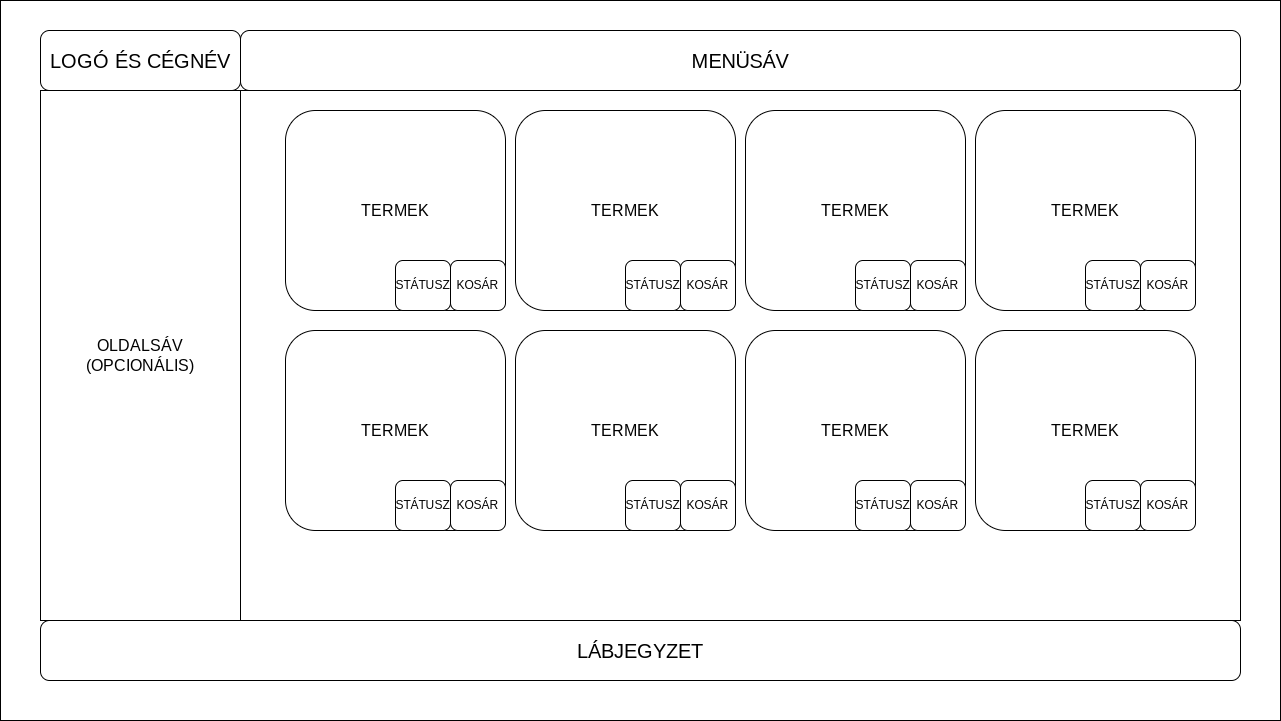 LOGÓ ÉS CÉGNÉV
MENÜSÁV
TERMEK
TERMEK
TERMEK
TERMEK
STÁTUSZ
KOSÁR
STÁTUSZ
KOSÁR
STÁTUSZ
KOSÁR
STÁTUSZ
KOSÁR
OLDALSÁV
(OPCIONÁLIS)
TERMEK
TERMEK
TERMEK
TERMEK
STÁTUSZ
KOSÁR
STÁTUSZ
KOSÁR
STÁTUSZ
KOSÁR
STÁTUSZ
KOSÁR
LÁBJEGYZET